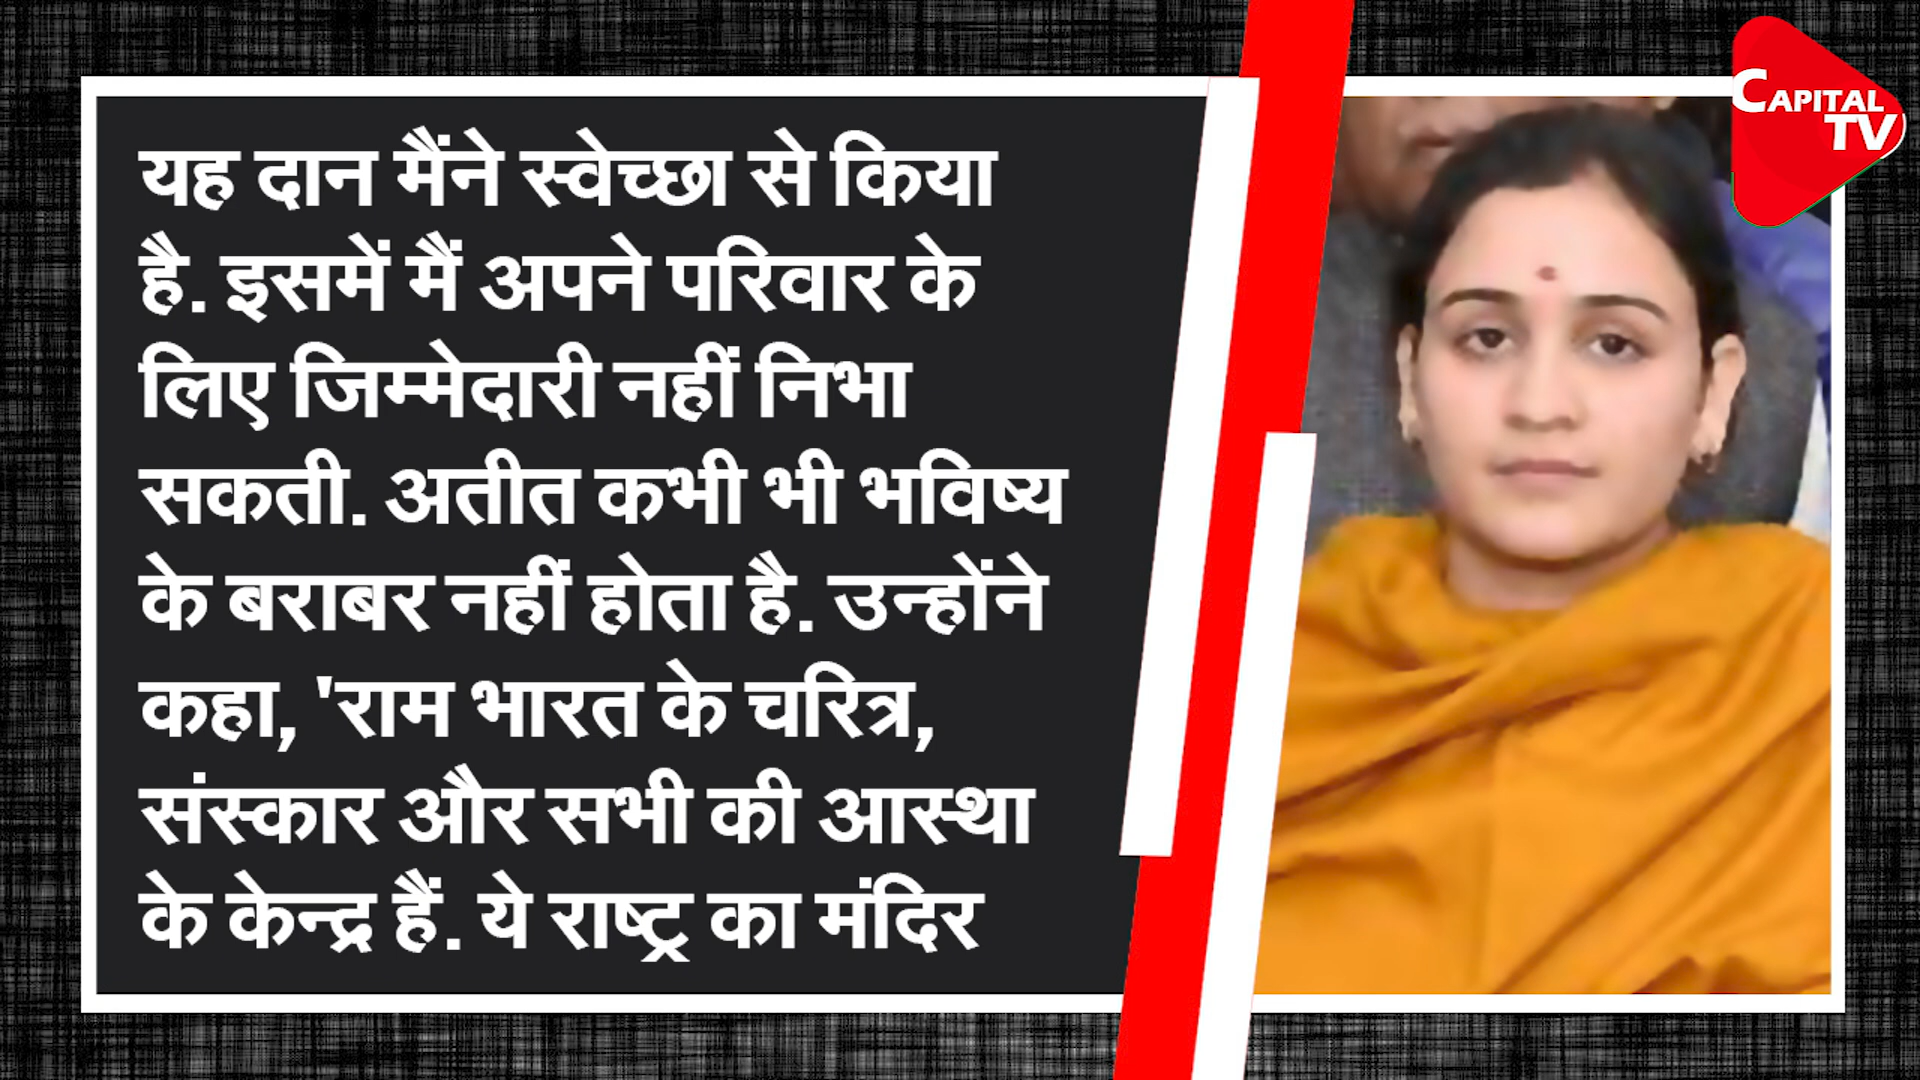 यह दान मैंने स्वेच्छा से किया
है. इसमें मैं अपने परिवार के
लिए जिम्मेदारी नहीं निभा
सकती. अतीत कभी भी भविष्य
के बराबर नहीं होता है. उन्होंने
कहा, 'राम भारत के चरित्र,
संस्कार और सभी की आस्था
के केन्द्र हैं. ये राष्ट्र का मंदिर
CAPITAL
TV